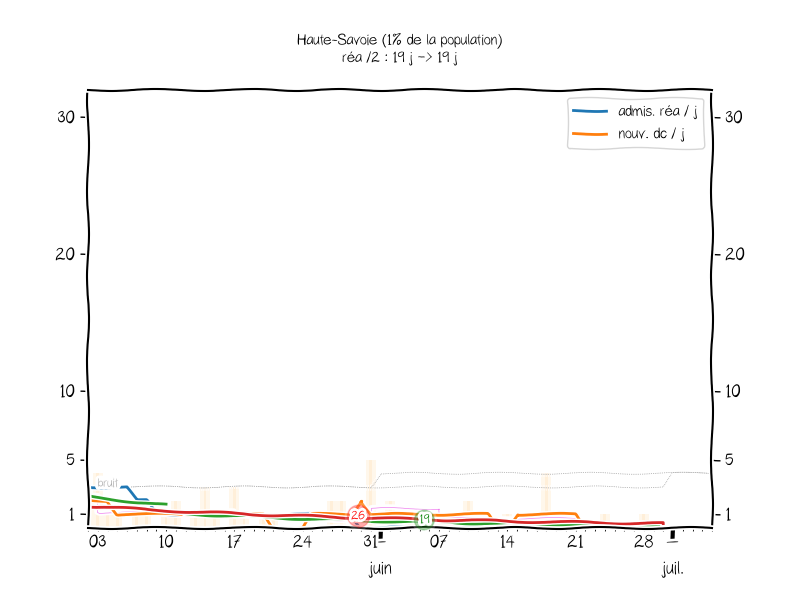 Haute-Savoie (1% de la population)
réa /2 : 19 j -> 19 j
admis. réa / j
nouv. dc / j
30
30
20
20
10
10
5
5
bruit
1
1
26
19
03 10 17 24 31 07 14 21 28
juin juil.